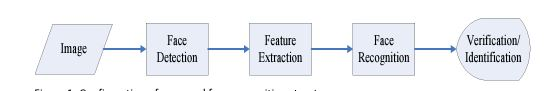 Image
Face
Detection
Feature
Extraction
Face
Recognition
Verification/
Identification